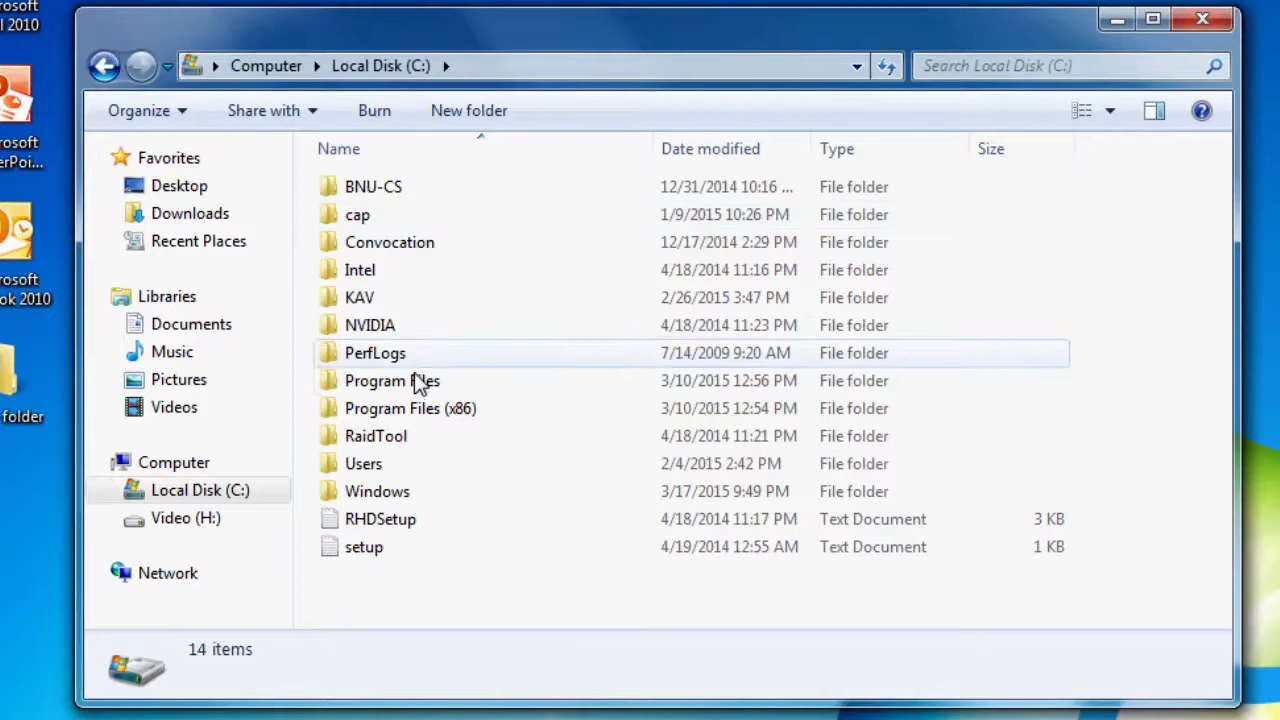 rosoft
l 2010
rosoft
erPoi...
rosoft
ok 2010
folder
Computer
Local Disk (C:)
Search Local Disk (C:)
Organize
Share with
Burn
New folder
Favorites
Desktop
Downloads
Recent Places
Libraries
Documents
Music
Pictures
Videos
Computer
Local Disk (C:)
Video (H:)
Network
Name Date modified Type Size
BNU-CS 12/31/2014 10:16 ... File folder
cap 1/9/2015 10:26 PM File folder
Convocation 12/17/2014 2:29 PM File folder
Intel 4/18/2014 11:16 PM File folder
KAV 2/26/2015 3:47 PM File folder
NVIDIA 4/18/2014 11:23 PM File folder
PerfLogs 7/14/2009 9:20 AM File folder
Program Files 3/10/2015 12:56 PM File folder
Program Files (x86) 3/10/2015 12:54 PM File folder
RaidTool 4/18/2014 11:21 PM File folder
Users 2/4/2015 2:42 PM File folder
Windows 3/17/2015 9:49 PM File folder
RHDSetup 4/18/2014 11:17 PM Text Document 3 KB
setup 4/19/2014 12:55 AM Text Document 1 KB
14 items